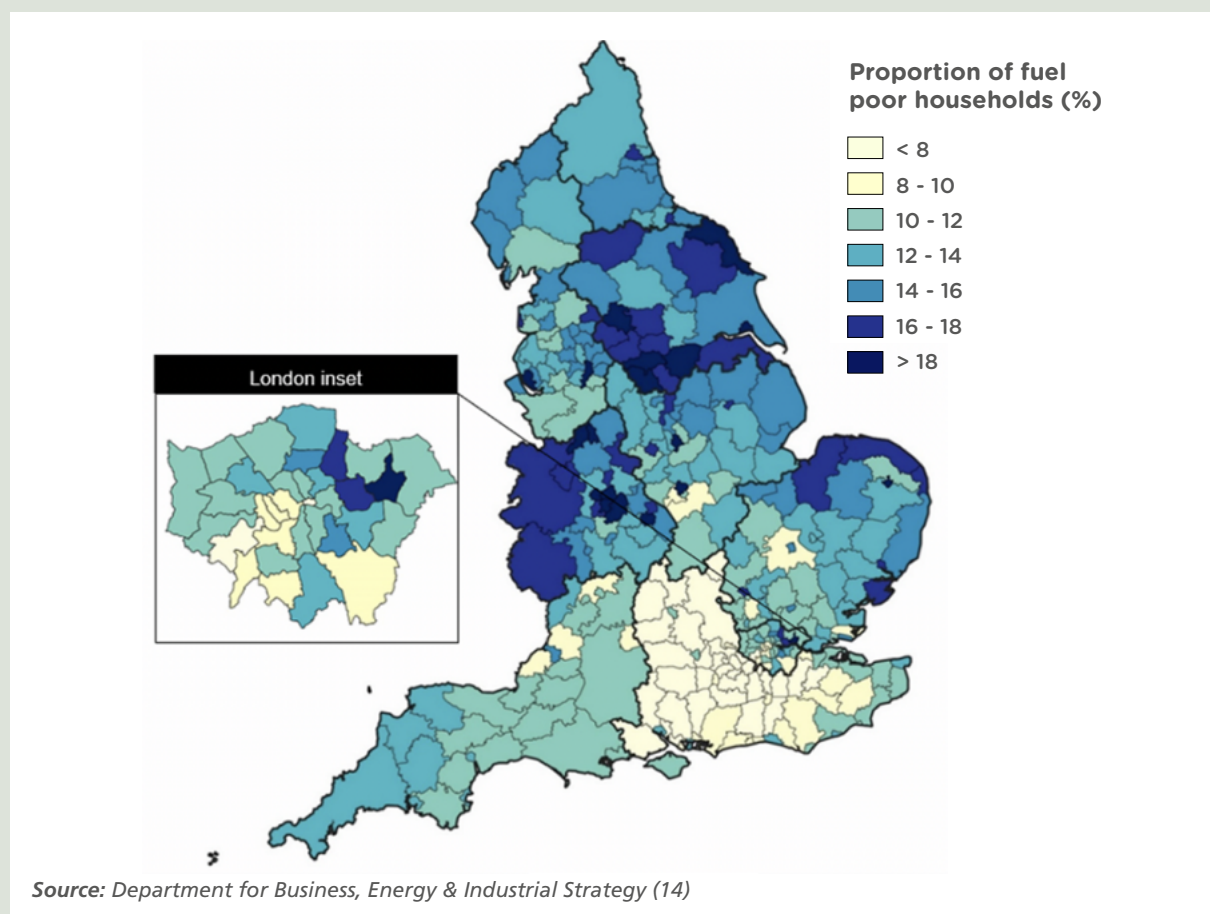 Proportion of fuel
poor households (%)
< 8
8 - 10
10 - 12
12 - 14
14 - 16
16 - 18
> 18
London inset
Source: Department for Business, Energy & Industrial Strategy (14)